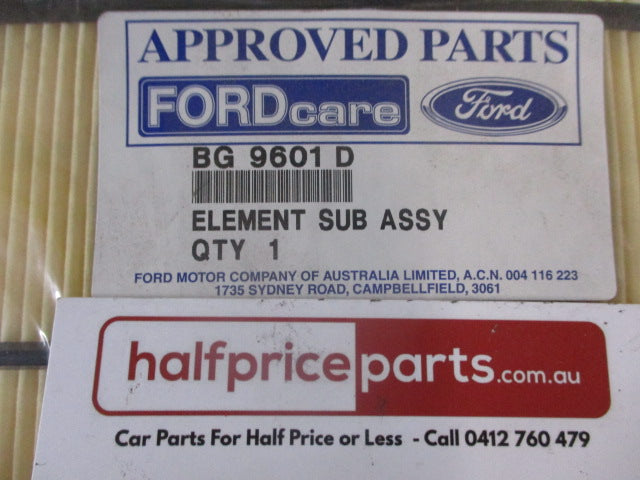 APPROVED PARTS
FORDcare Ford
BG 9601 D
ELEMENT SUB ASSY
QTY 1
FORD MOTOR COMPANY OF AUSTRALIA LIMITED, A.C.N. 004 116 223
1735 SYDNEY ROAD, CAMPBELLFIELD, 3061
halfpriceparts.com.au
Car Parts For Half Price or Less - Call 0412 760 479